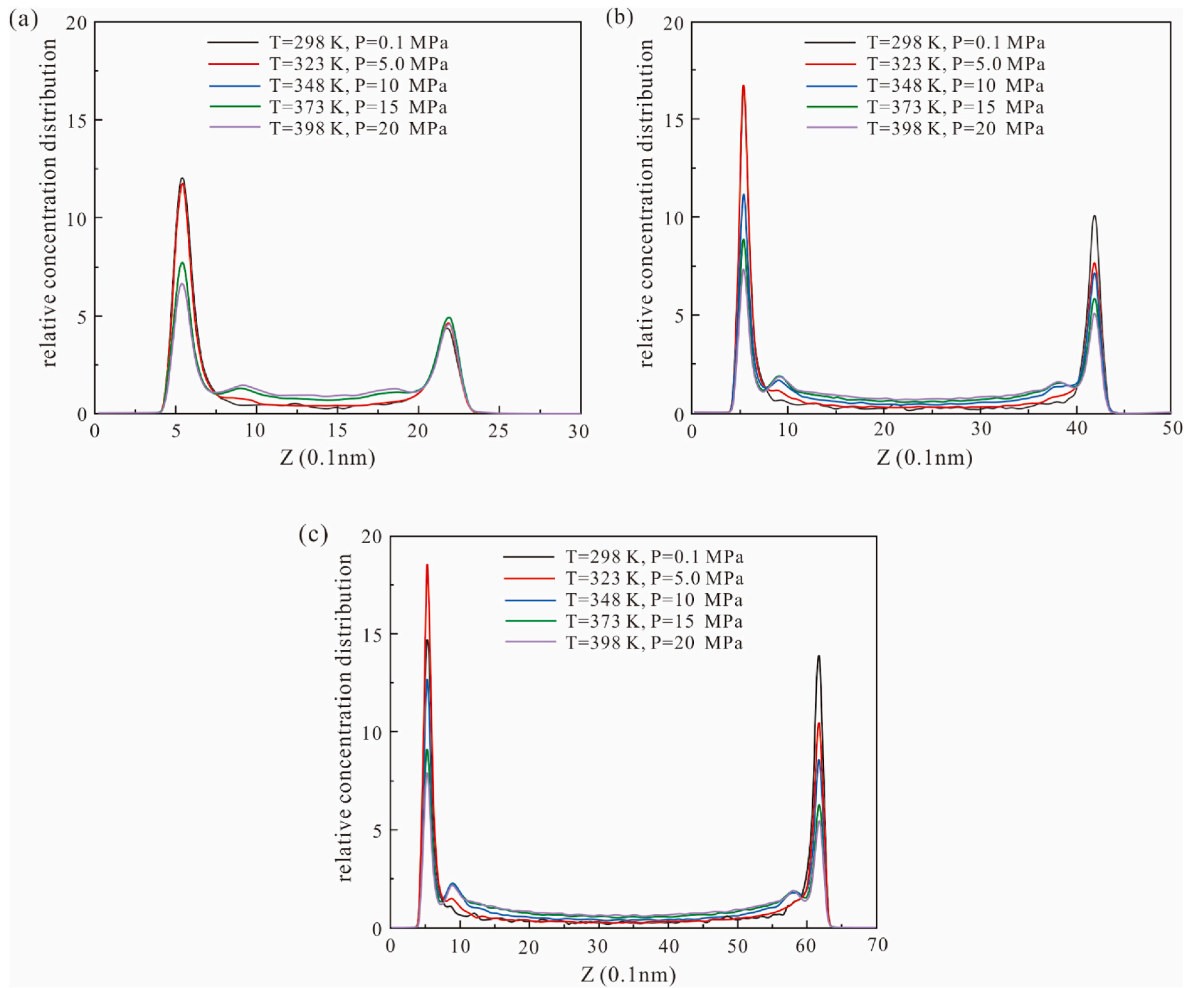 (a)
relative concentration distribution
20
15
10
5
0
T=298 K, P=0.1 MPa
T=323 K, P=5.0 MPa
T=348 K, P=10 MPa
T=373 K, P=15 MPa
T=398 K, P=20 MPa
0 5 10 15 20 25 30
Z (0.1nm)
(b)
relative concentration distribution
20
15
10
5
0
T=298 K, P=0.1 MPa
T=323 K, P=5.0 MPa
T=348 K, P=10 MPa
T=373 K, P=15 MPa
T=398 K, P=20 MPa
0 10 20 30 40 50
Z (0.1nm)
(c)
relative concentration distribution
20
15
10
5
0
T=298 K, P=0.1 MPa
T=323 K, P=5.0 MPa
T=348 K, P=10 MPa
T=373 K, P=15 MPa
T=398 K, P=20 MPa
0 10 20 30 40 50 60 70
Z (0.1nm)